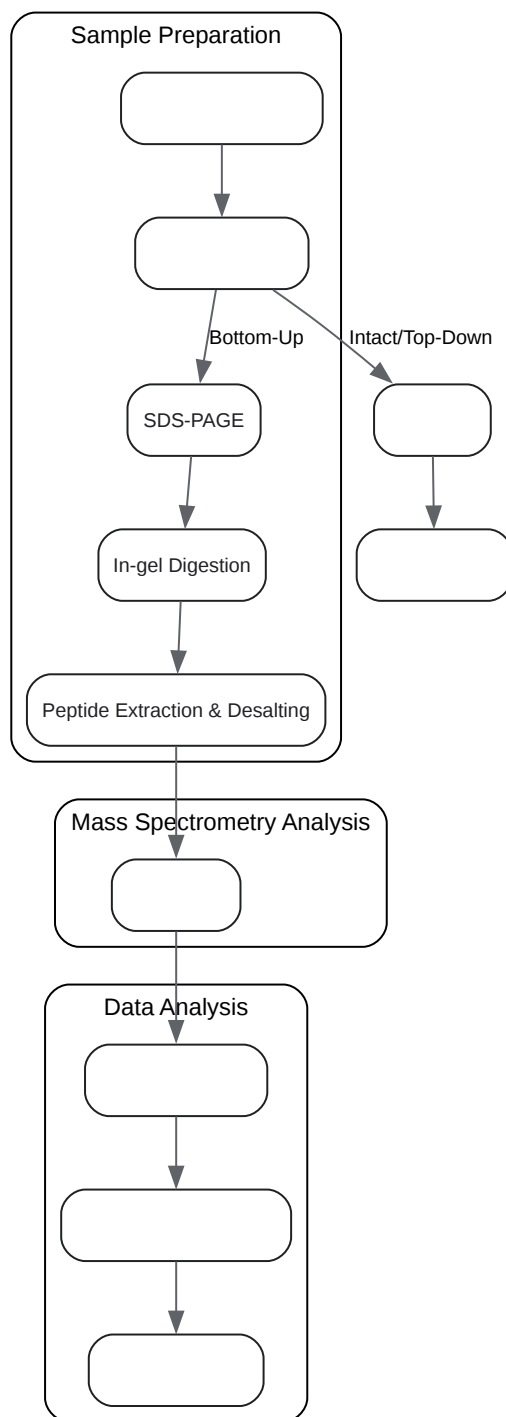 Sample Preparation
Bottom-Up
Intact/Top-Down
SDS-PAGE
In-gel Digestion
Peptide Extraction & Desalting
Mass Spectrometry Analysis
Data Analysis